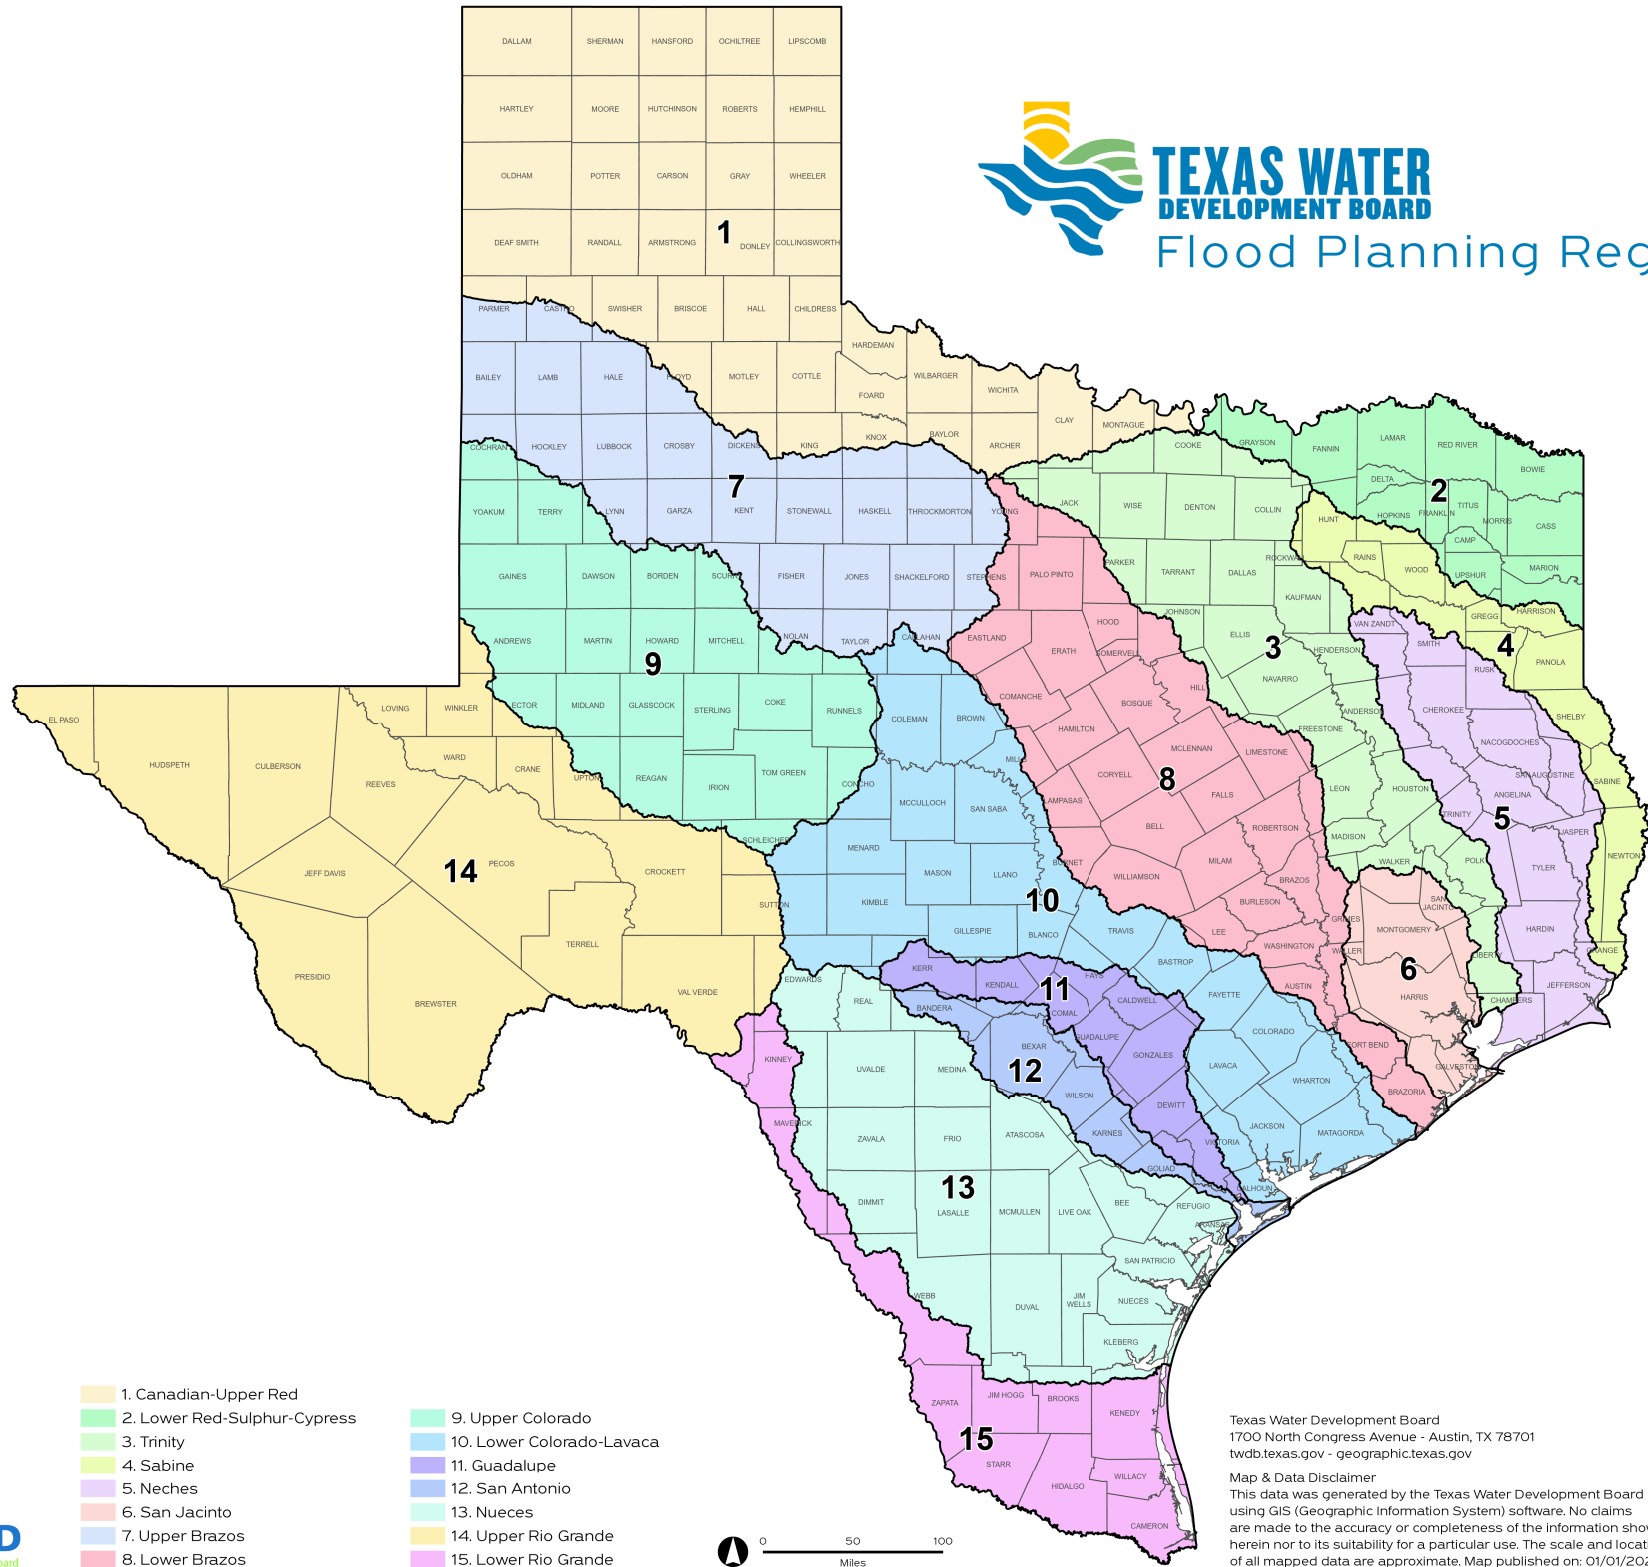 DALLAM SHERMAN HANSFORD OCHILTREE LIPSCOMB
HARTLEY MOORE HUTCHINSON ROBERTS HEMPHILL
OLDHAM POTTER CARSON GRAY WHEELER
DEAF SMITH RANDALL ARMSTRONG 1 DONLEY COLLINGSWORTH
TEXAS WATER
DEVELOPMENT BOARD
Flood Planning Reg
PARMER CASTRO SWISHER BRISCOE HALL CHILDRESS
HARDEMAN
BAILEY LAMB HALE FLOYD MOTLEY COTTLE WILBARGER
FOARD WICHITA
CLAY MONTAGUE
COCHRAN HOCKLEY LUBBOCK CROSBY DICKENS KING KNOX BAYLOR ARCHER COOKE GRAYSON FANNIN LAMAR RED RIVER
BOWIE
7 2 DELTA
YOAKUM TERRY LYNN GARZA KENT STONEWALL HASKELL THROCKMORTON YOUNG JACK WISE DENTON COLLIN HUNT HOPKINS FRANKLIN TITUS MORRIS CASS
CAMP
GAINES DAWSON BORDEN SCURRY FISHER JONES SHACKELFORD STEPHENS PALO PINTO PARKER TARRANT DALLAS ROCKWALL RAINS WOOD UPSHUR MARION
KAUFMAN
ANDREWS MARTIN HOWARD MITCHELL NOLAN TAYLOR CALLAHAN EASTLAND HOOD JOHNSON ELLIS VAN ZANDT GREGG HARRISON
9 ERATH SOMERVELL 3 HENDERSON SMITH 4
RUSK PANOLA
EL PASO LOVING WINKLER ECTOR MIDLAND GLASSCOCK STERLING COKE RUNNELS COLEMAN BROWN COMANCHE BOSQUE HILL NAVARRO
ANDERSON CHEROKEE SHELBY
HAMILTON FREESTONE NACOGDOCHES
HUDSPETH CULBERSON REEVES WARD CRANE UPTON REAGAN IRION TOM GREEN CONCHO MILLS CORYELL MCLENNAN LIMESTONE
8 SAN AUGUSTINE SABINE
MCCULLOCH SAN SABA LAMPASAS FALLS LEON HOUSTON ANGELINA
TRINITY 5
SCHLEICHER MENARD BELL ROBERTSON MADISON JASPER
JEFF DAVIS 14 PECOS CROCKETT MASON LLANO BURNET MILAM WALKER POLK TYLER NEWTON
WILLIAMSON BRAZOS
SUTTON KIMBLE 10 BURLESON SAN
JACINTO
GRIMES
TERRELL GILLESPIE BLANCO TRAVIS LEE WASHINGTON WALLER MONTGOMERY HARDIN
LIBERTY ORANGE
PRESIDIO BREWSTER VAL VERDE EDWARDS KERR KENDALL HAYS BASTROP 6
REAL 11 CALDWELL FAYETTE AUSTIN HARRIS CHAMBERS JEFFERSON
BANDERA COMAL
KINNEY UVALDE MEDINA BEXAR GUADALUPE GONZALES COLORADO FORT BEND
12 LAVACA WHARTON GALVESTON
WILSON DEWITT BRAZORIA
MAVERICK ZAVALA FRIO ATASCOSA KARNES VICTORIA JACKSON MATAGORDA
GOLIAD
13 CALHOUN
DIMMIT LASALLE MCMULLEN LIVE OAK BEE REFUGIO
ARANSAS
SAN PATRICIO
WEBB DUVAL JIM
WELLS NUECES
KLEBERG
ZAPATA JIM HOGG BROOKS KENEDY
15
STARR HIDALGO WILLACY
CAMERON
1. Canadian-Upper Red
2. Lower Red-Sulphur-Cypress
3. Trinity
4. Sabine
5. Neches
6. San Jacinto
7. Upper Brazos
8. Lower Brazos
9. Upper Colorado
10. Lower Colorado-Lavaca
11. Guadalupe
12. San Antonio
13. Nueces
14. Upper Rio Grande
15. Lower Rio Grande
D
oard
0 50 100
Miles
Texas Water Development Board
1700 North Congress Avenue - Austin, TX 78701
twdb.texas.gov - geographic.texas.gov
Map & Data Disclaimer
This data was generated by the Texas Water Development Board
using GIS (Geographic Information System) software. No claims
are made to the accuracy or completeness of the information sho
herein nor to its suitability for a particular use. The scale and locat
of all mapped data are approximate. Map published on: 01/01/202